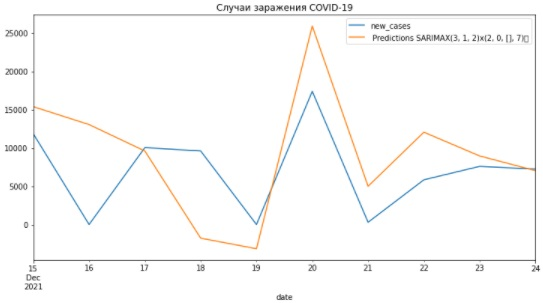 Случаи заражения COVID-19
new_cases
Predictions SARIMAX(3, 1, 2)x(2, 0, [], 7)▯
25000
20000
15000
10000
5000
0
15 16 17 18 19 20 21 22 23 24
Dec
2021
date